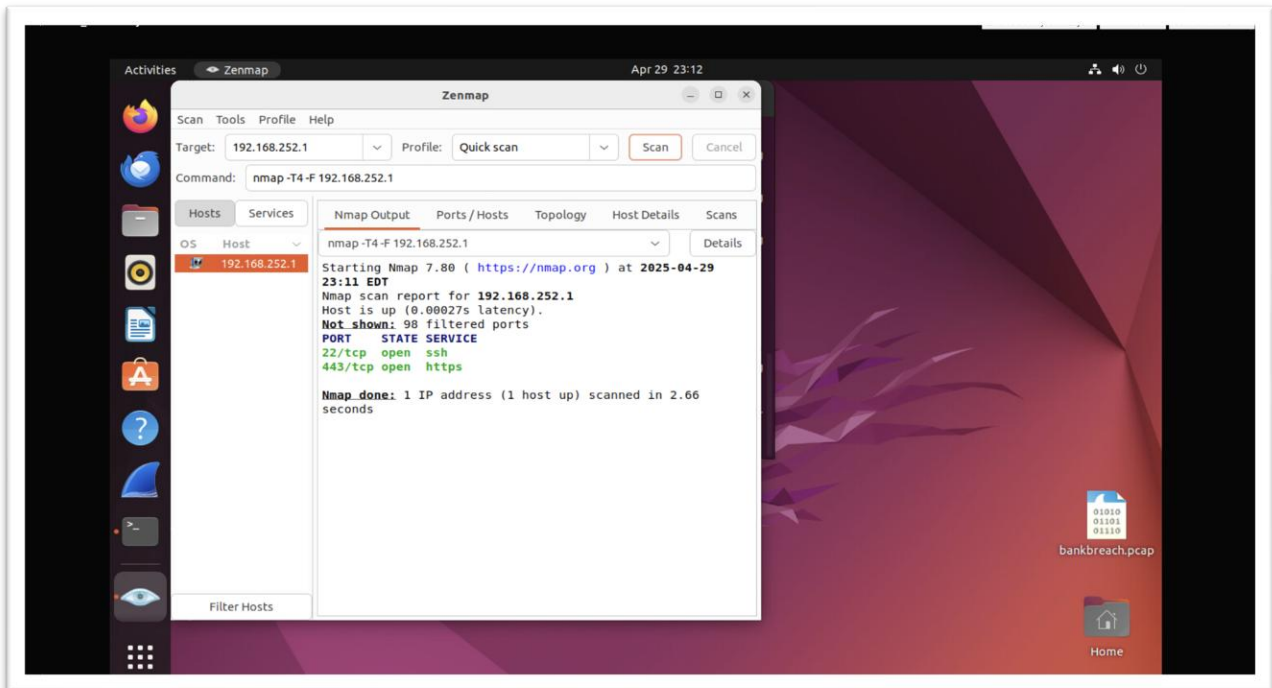 Activities Zenmap Apr 29 23:12
Zenmap
Scan Tools Profile Help
Target: 192.168.252.1 Profile: Quick scan Scan Cancel
Command: nmap -T4 -F 192.168.252.1
Hosts Services Nmap Output Ports / Hosts Topology Host Details Scans
OS Host nmap -T4 -F 192.168.252.1 Details
192.168.252.1
Starting Nmap 7.80 ( https://nmap.org ) at 2025-04-29
23:11 EDT
Nmap scan report for 192.168.252.1
Host is up (0.00027s latency).
Not shown: 98 filtered ports
PORT STATE SERVICE
22/tcp open ssh
443/tcp open https
Nmap done: 1 IP address (1 host up) scanned in 2.66
seconds
Filter Hosts
01010
01101
01110
bankbreach.pcap
Home